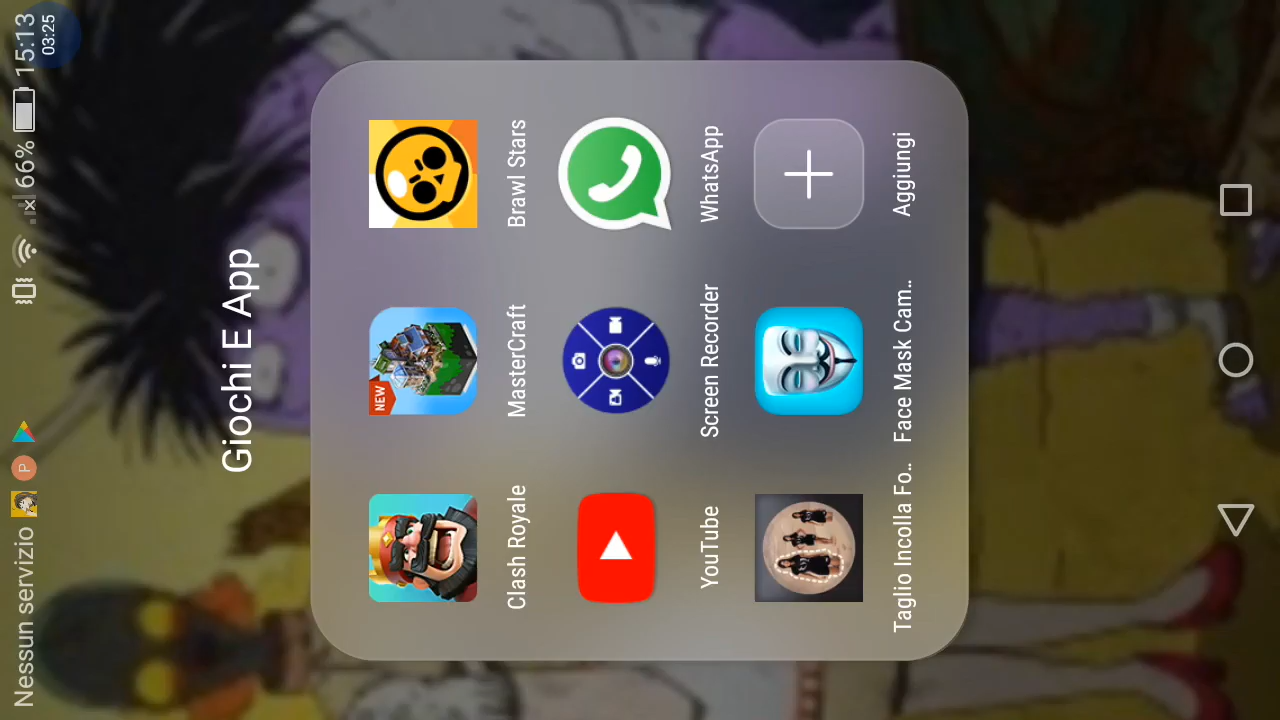 Nessun servizio 66% 15:13
03:25
Giochi E App
Clash Royale MasterCraft Brawl Stars
NEW
YouTube Screen Recorder WhatsApp
Taglio Incolla Fo.. Face Mask Cam.. Aggiungi
P